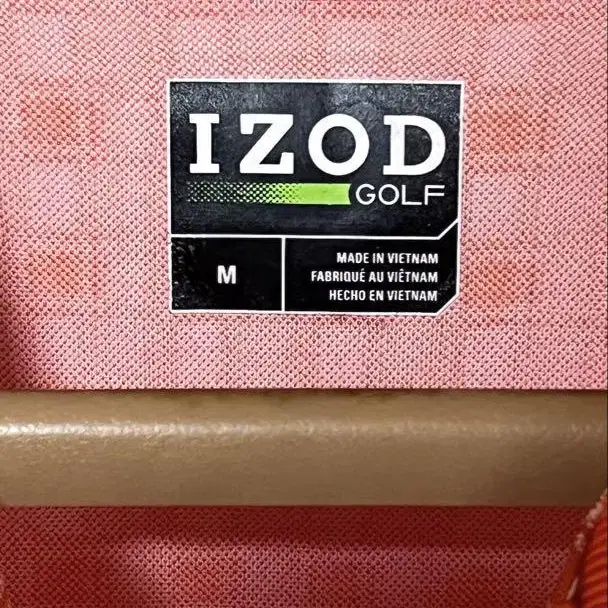 IZOD
GOLF
M
MADE IN VIETNAM
FABRIQUÉ AU VIÊTNAM
HECHO EN VIETNAM